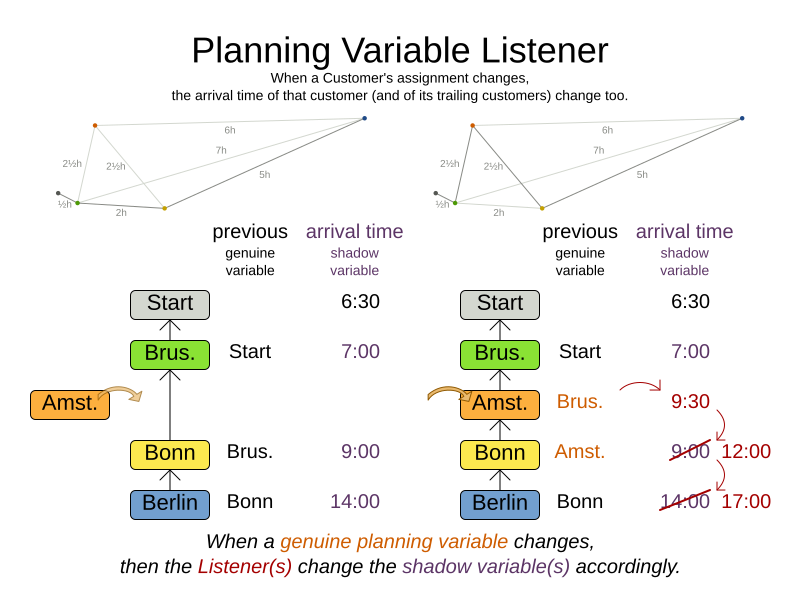 Planning Variable Listener
When a Customer's assignment changes,
the arrival time of that customer (and of its trailing customers) change too.
6h 6h
7h 7h
2½h 2½h 5h 2½h 2½h 5h
½h 2h ½h 2h
previous arrival time previous arrival time
genuine shadow genuine shadow
variable variable variable variable
Start 6:30 Start 6:30
Brus. Start 7:00 Brus. Start 7:00
Amst. Amst. Brus. 9:30
Bonn Brus. 9:00 Bonn Amst. 9:00 12:00
Berlin Bonn 14:00 Berlin Bonn 14:00 17:00
When a genuine planning variable changes,
then the Listener(s) change the shadow variable(s) accordingly.